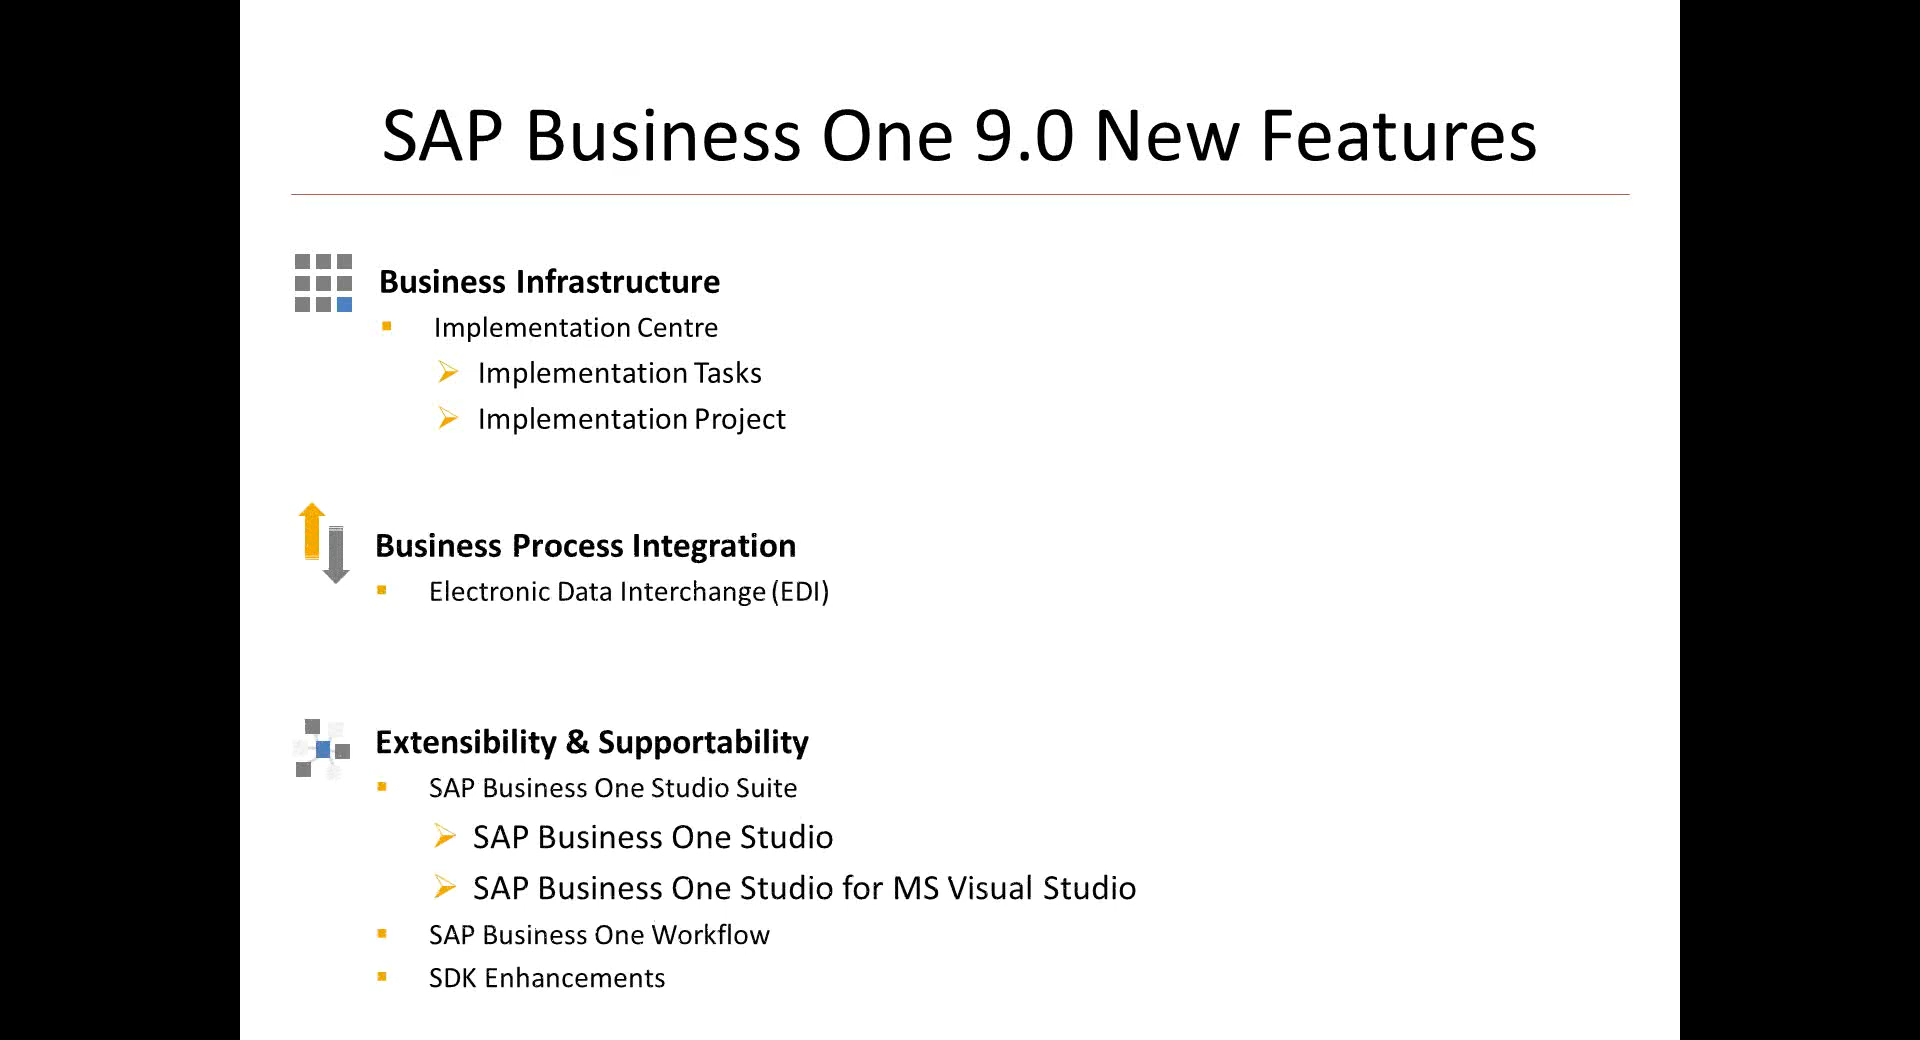 SAP Business One 9.0 New Features
Business Infrastructure
Implementation Centre
Implementation Tasks
Implementation Project
Business Process Integration
Electronic Data Interchange (EDI)
Extensibility & Supportability
SAP Business One Studio Suite
SAP Business One Studio
SAP Business One Studio for MS Visual Studio
SAP Business One Workflow
SDK Enhancements